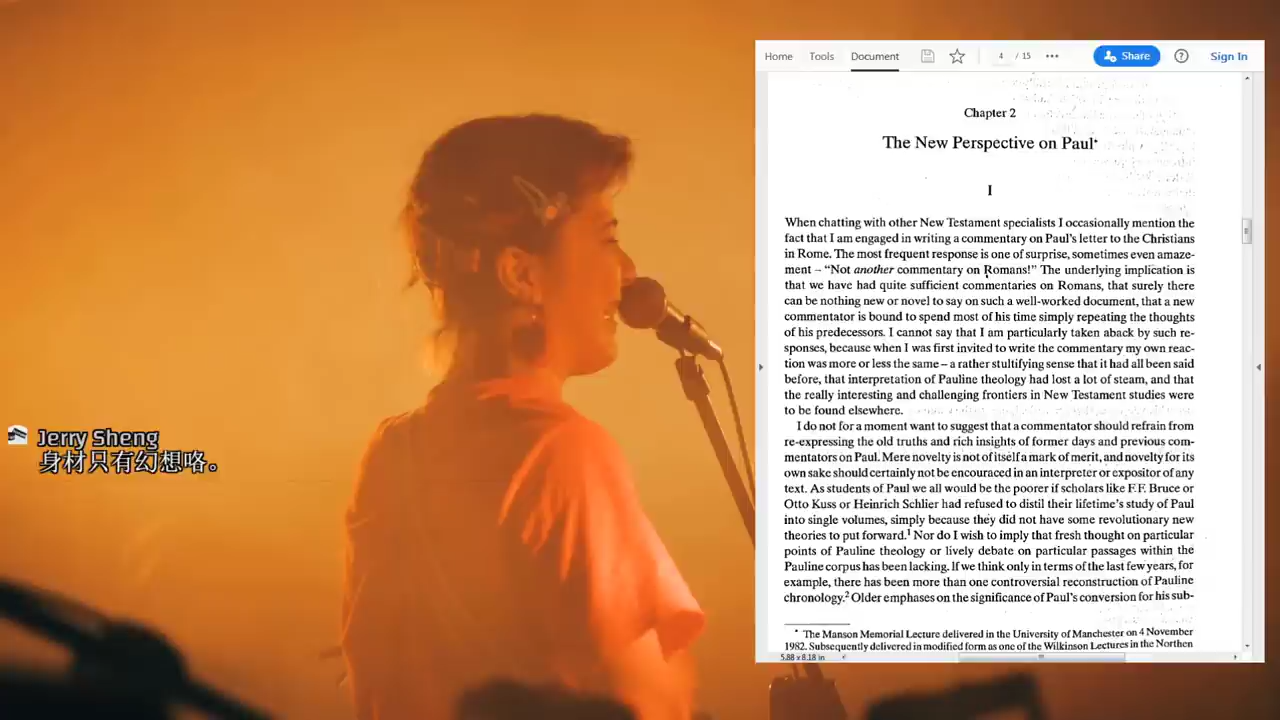 Jerry Sheng
身材只有幻想咯。
Home Tools Document 4 / 15 ••• Share Sign In
Chapter 2
The New Perspective on Paul*
I
When chatting with other New Testament specialists I occasionally mention the
fact that I am engaged in writing a commentary on Paul's letter to the Christians
in Rome. The most frequent response is one of surprise, sometimes even amaze-
ment – “Not another commentary on Romans!” The underlying implication is
that we have had quite sufficient commentaries on Romans, that surely there
can be nothing new or novel to say on such a well-worked document, that a new
commentator is bound to spend most of his time simply repeating the thoughts
of his predecessors. I cannot say that I am particularly taken aback by such re-
sponses, because when I was first invited to write the commentary my own reac-
tion was more or less the same – a rather stultifying sense that it had all been said
before, that interpretation of Pauline theology had lost a lot of steam, and that
the really interesting and challenging frontiers in New Testament studies were
to be found elsewhere.
I do not for a moment want to suggest that a commentator should refrain from
re-expressing the old truths and rich insights of former days and previous com-
mentators on Paul. Mere novelty is not of itself a mark of merit, and novelty for its
own sake should certainly not be encouraged in an interpreter or expositor of any
text. As students of Paul we all would be the poorer if scholars like F.F. Bruce or
Otto Kuss or Heinrich Schlier had refused to distil their lifetime's study of Paul
into single volumes, simply because they did not have some revolutionary new
theories to put forward.¹ Nor do I wish to imply that fresh thought on particular
points of Pauline theology or lively debate on particular passages within the
Pauline corpus has been lacking. If we think only in terms of the last few years, for
example, there has been more than one controversial reconstruction of Pauline
chronology.² Older emphases on the significance of Paul's conversion for his sub-
* The Manson Memorial Lecture delivered in the University of Manchester on 4 November
1982. Subsequently delivered in modified form as one of the Wilkinson Lectures in the Northen
5.88 x 8.18 in